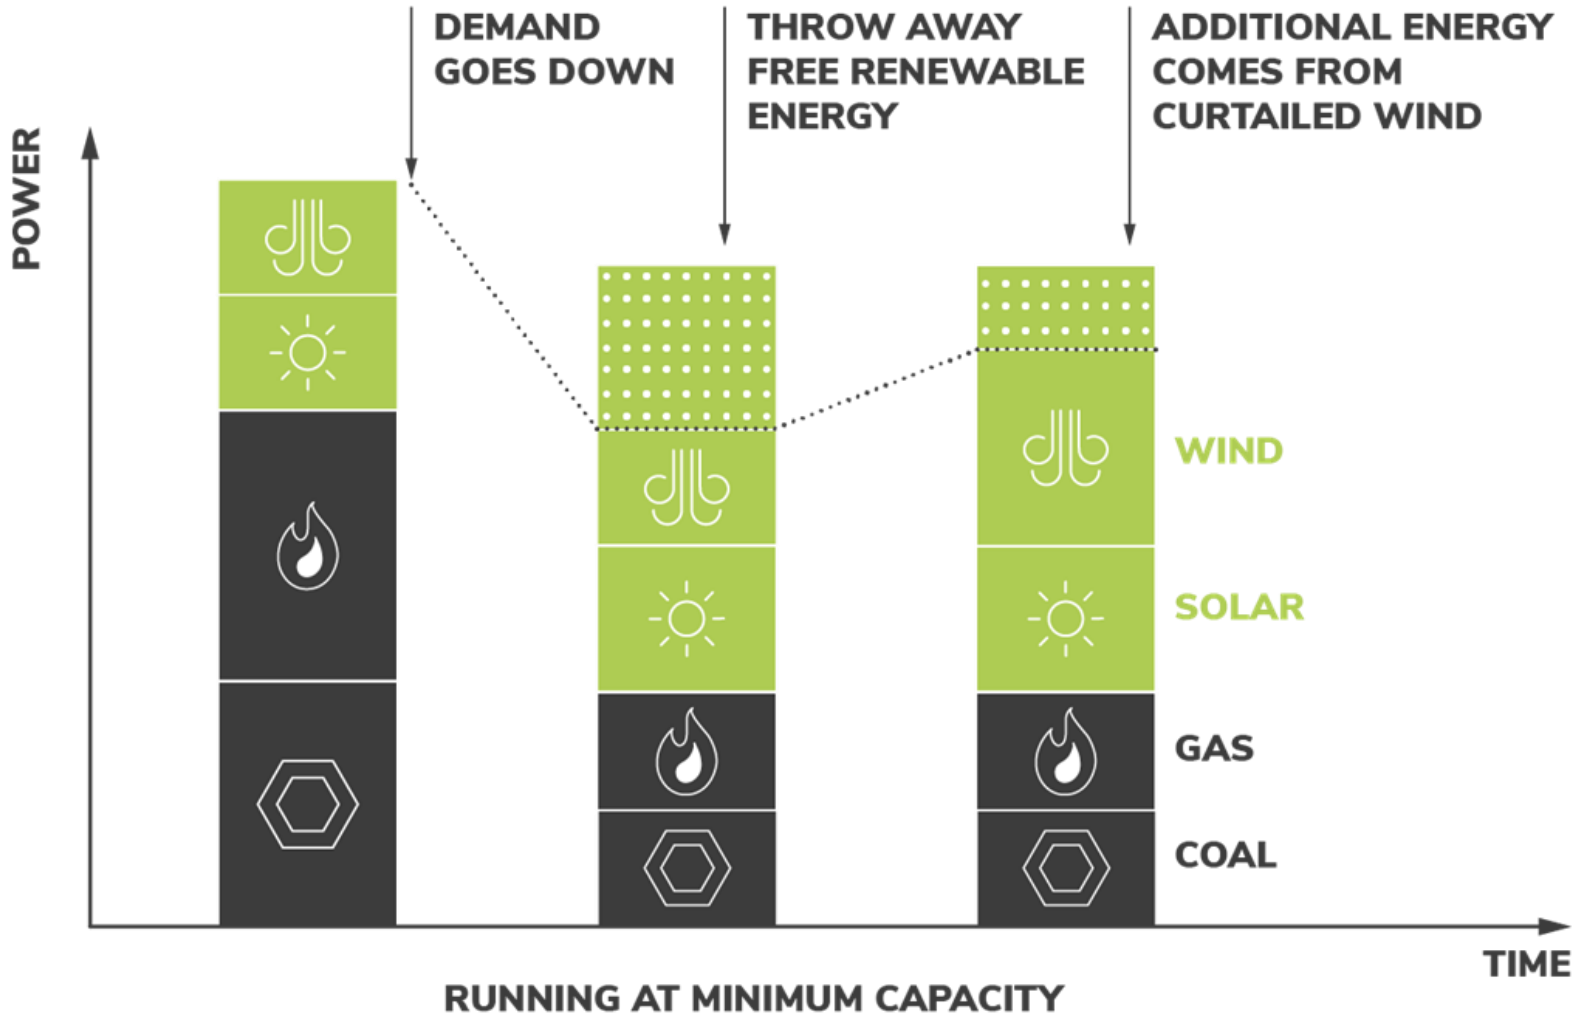 DEMAND
GOES DOWN
THROW AWAY
FREE RENEWABLE
ENERGY
ADDITIONAL ENERGY
COMES FROM
CURTAILED WIND
POWER
WIND
SOLAR
GAS
COAL
TIME
RUNNING AT MINIMUM CAPACITY